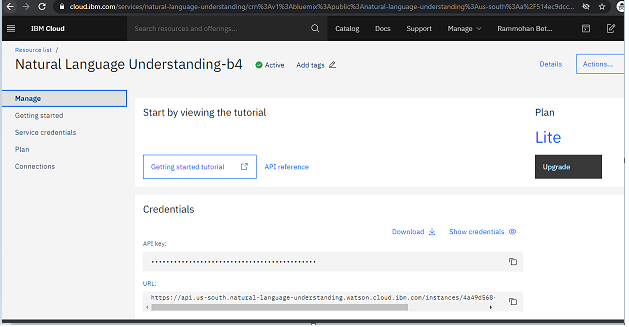 cloud.ibm.com/services/natural-language-understanding/crn%3Av1%3Abluemix%3Apublic%3Anatural-language-understanding%3Aus-south%3Aa%2F514ec9dcc...
IBM Cloud
Search resources and offerings...
Catalog
Docs
Support
Manage
Rammohan Bet...
Resource list /
Natural Language Understanding-b4
Active
Add tags
Details
Actions...
Manage
Getting started
Service credentials
Plan
Connections
Start by viewing the tutorial
Getting started tutorial
API reference
Plan
Lite
Upgrade
Credentials
Download
Show credentials
API key:
URL:
https://api.us-south.natural-language-understanding.watson.cloud.ibm.com/instances/4a49d568-